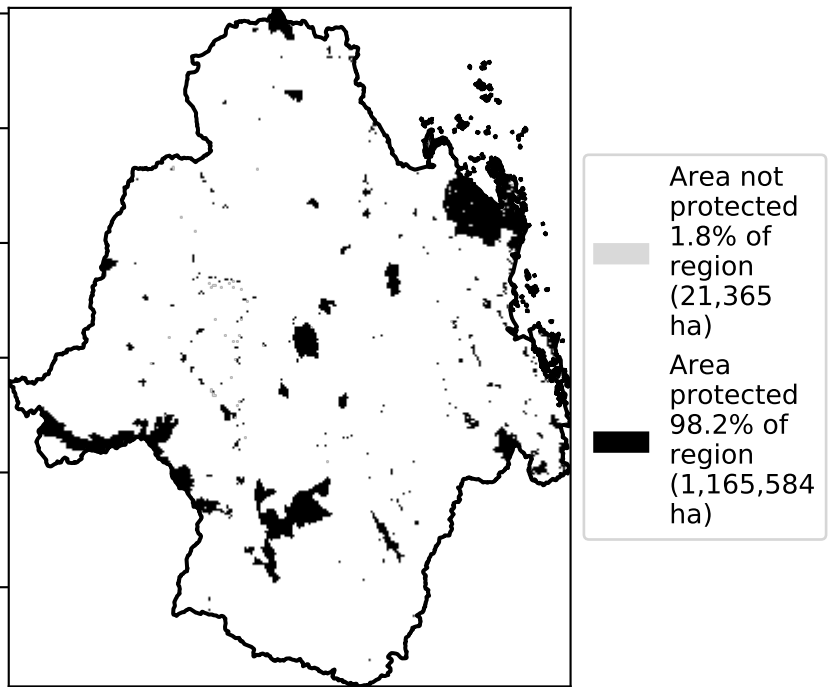 Area not
protected
1.8% of
region
(21,365
ha)
Area
protected
98.2% of
region
(1,165,584
ha)